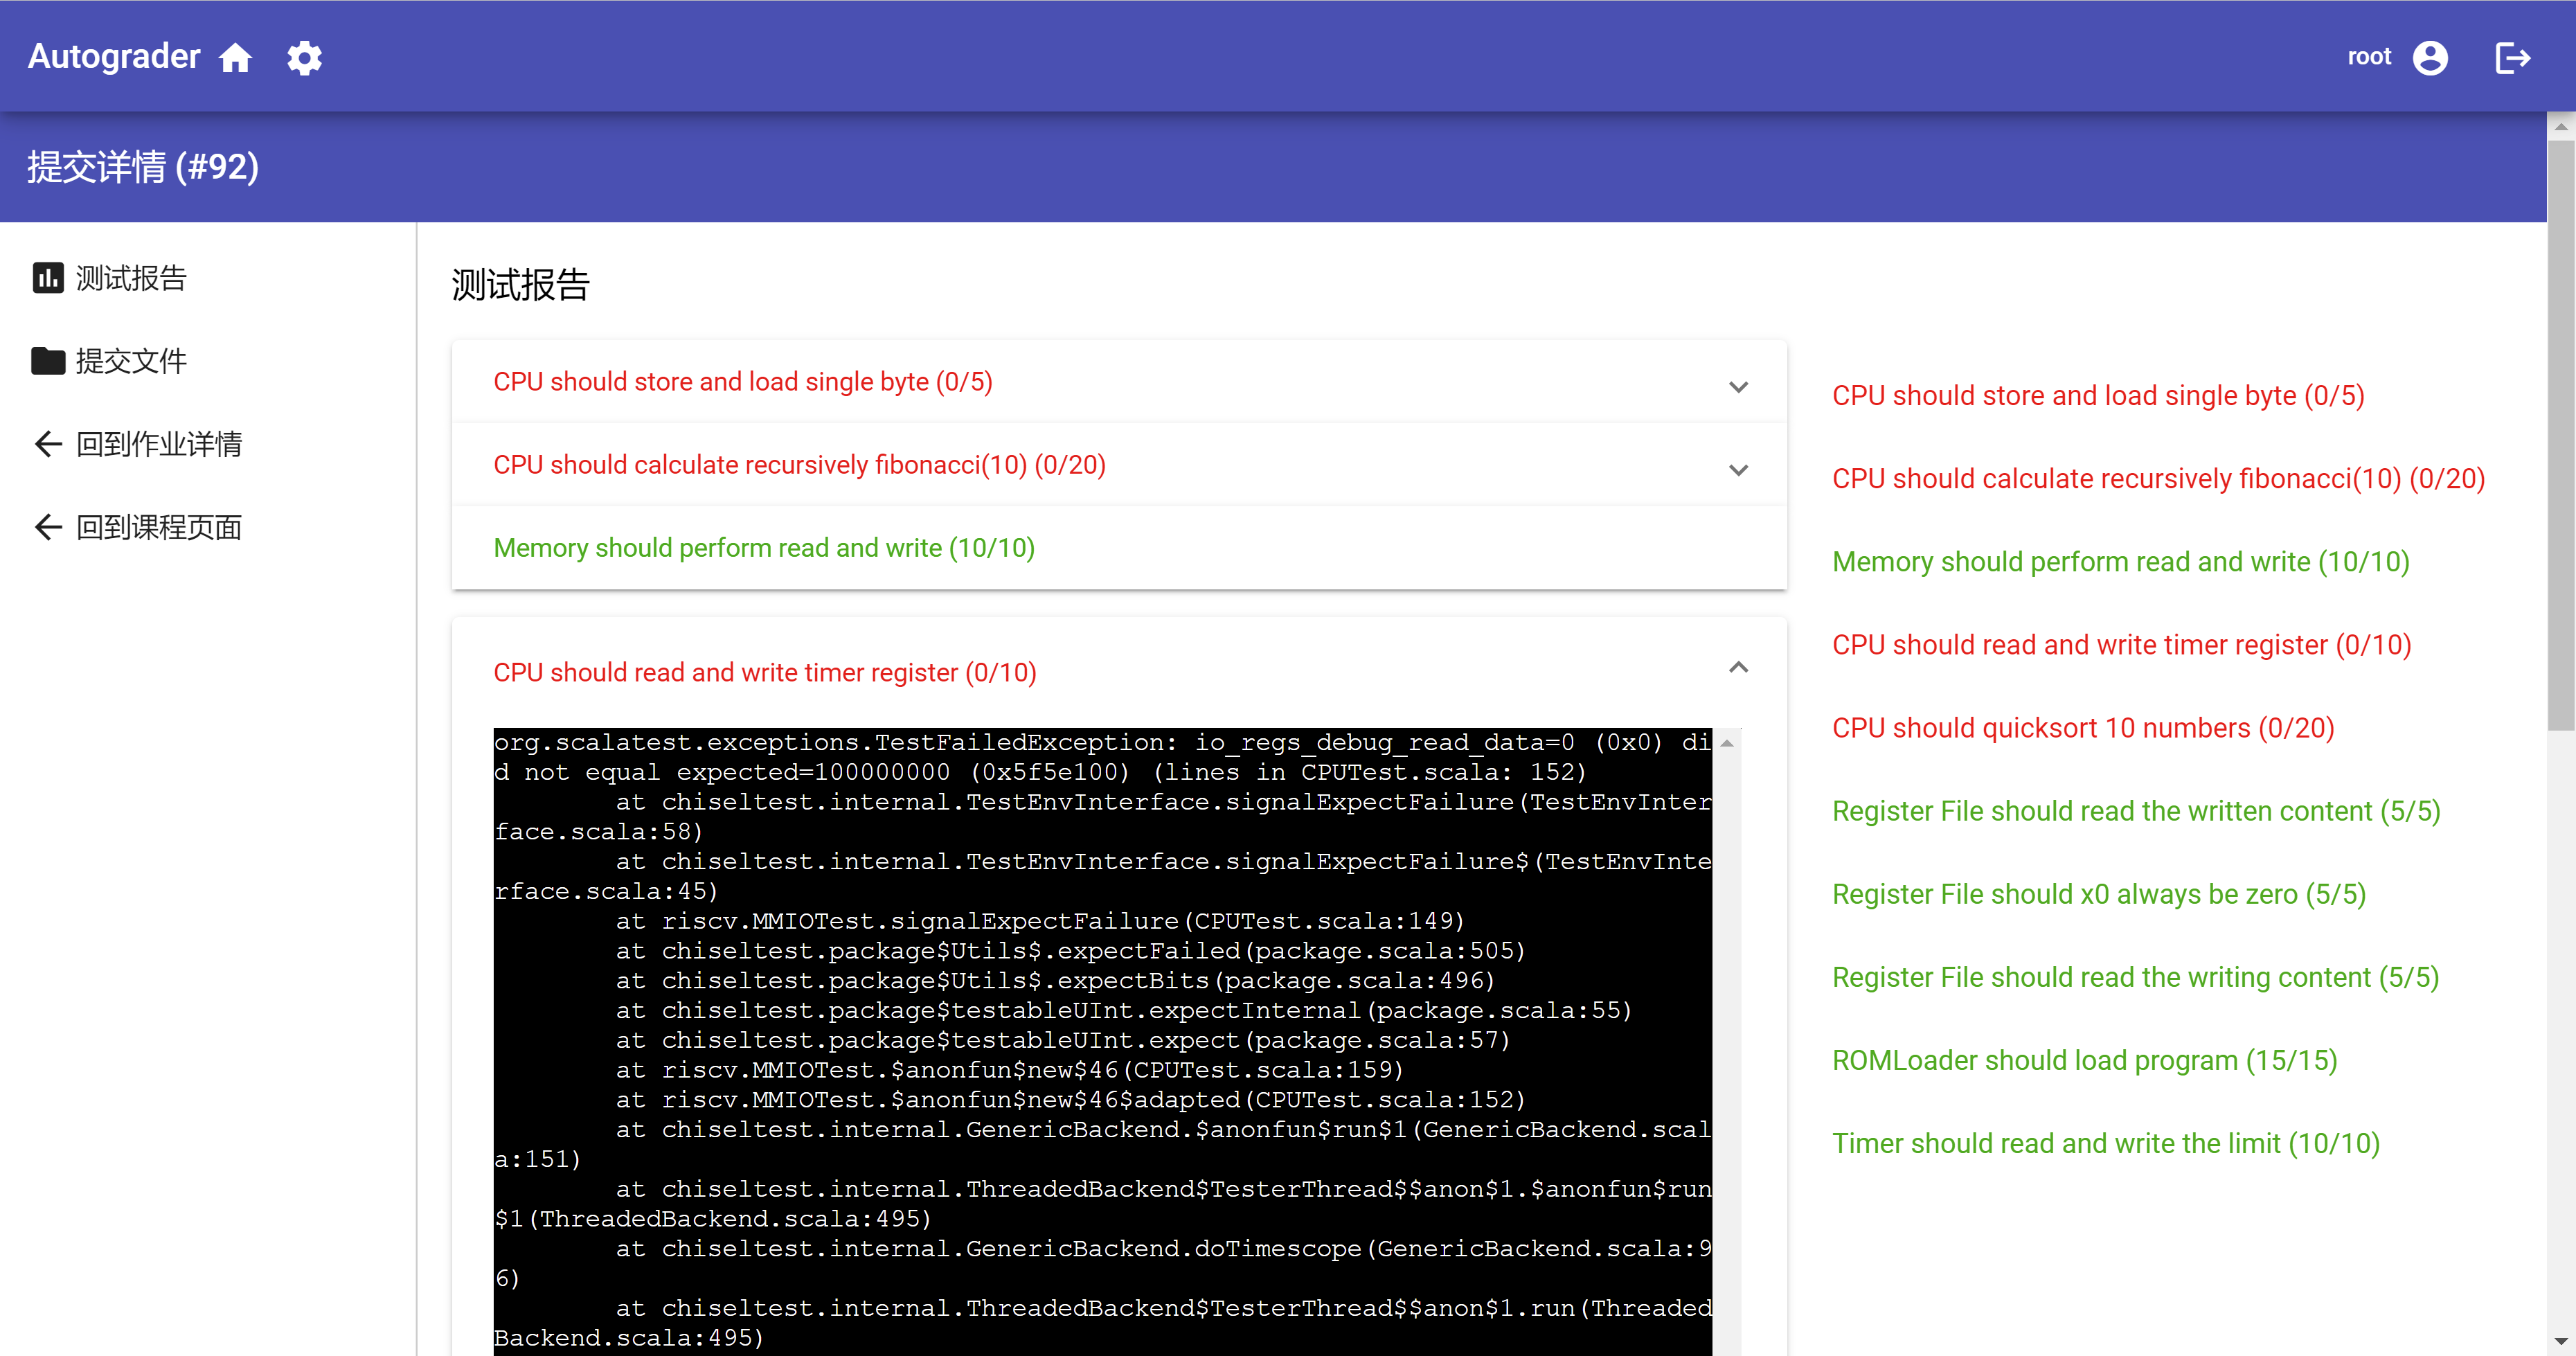 Autograder
root
提交详情 (#92)
测试报告
提交文件
回到作业详情
回到课程页面
测试报告
CPU should store and load single byte (0/5)
CPU should calculate recursively fibonacci(10) (0/20)
Memory should perform read and write (10/10)
CPU should read and write timer register (0/10)
org.scalatest.exceptions.TestFailedException: io_regs_debug_read_data=0 (0x0) di
d not equal expected=100000000 (0x5f5e100) (lines in CPUTest.scala: 152)
at chiseltest.internal.TestEnvInterface.signalExpectFailure(TestEnvInter
face.scala:58)
at chiseltest.internal.TestEnvInterface.signalExpectFailure$(TestEnvInte
rface.scala:45)
at riscv.MMIOTest.signalExpectFailure(CPUTest.scala:149)
at chiseltest.package$Utils$.expectFailed(package.scala:505)
at chiseltest.package$Utils$.expectBits(package.scala:496)
at chiseltest.package$testableUInt.expectInternal(package.scala:55)
at chiseltest.package$testableUInt.expect(package.scala:57)
at riscv.MMIOTest.$anonfun$new$46(CPUTest.scala:159)
at riscv.MMIOTest.$anonfun$new$46$adapted(CPUTest.scala:152)
at chiseltest.internal.GenericBackend.$anonfun$run$1(GenericBackend.scal
a:151)
at chiseltest.internal.ThreadedBackend$TesterThread$$anon$1.$anonfun$run
$1(ThreadedBackend.scala:495)
at chiseltest.internal.GenericBackend.doTimescope(GenericBackend.scala:9
6)
at chiseltest.internal.ThreadedBackend$TesterThread$$anon$1.run(Threaded
Backend.scala:495)
CPU should store and load single byte (0/5)
CPU should calculate recursively fibonacci(10) (0/20)
Memory should perform read and write (10/10)
CPU should read and write timer register (0/10)
CPU should quicksort 10 numbers (0/20)
Register File should read the written content (5/5)
Register File should x0 always be zero (5/5)
Register File should read the writing content (5/5)
ROMLoader should load program (15/15)
Timer should read and write the limit (10/10)